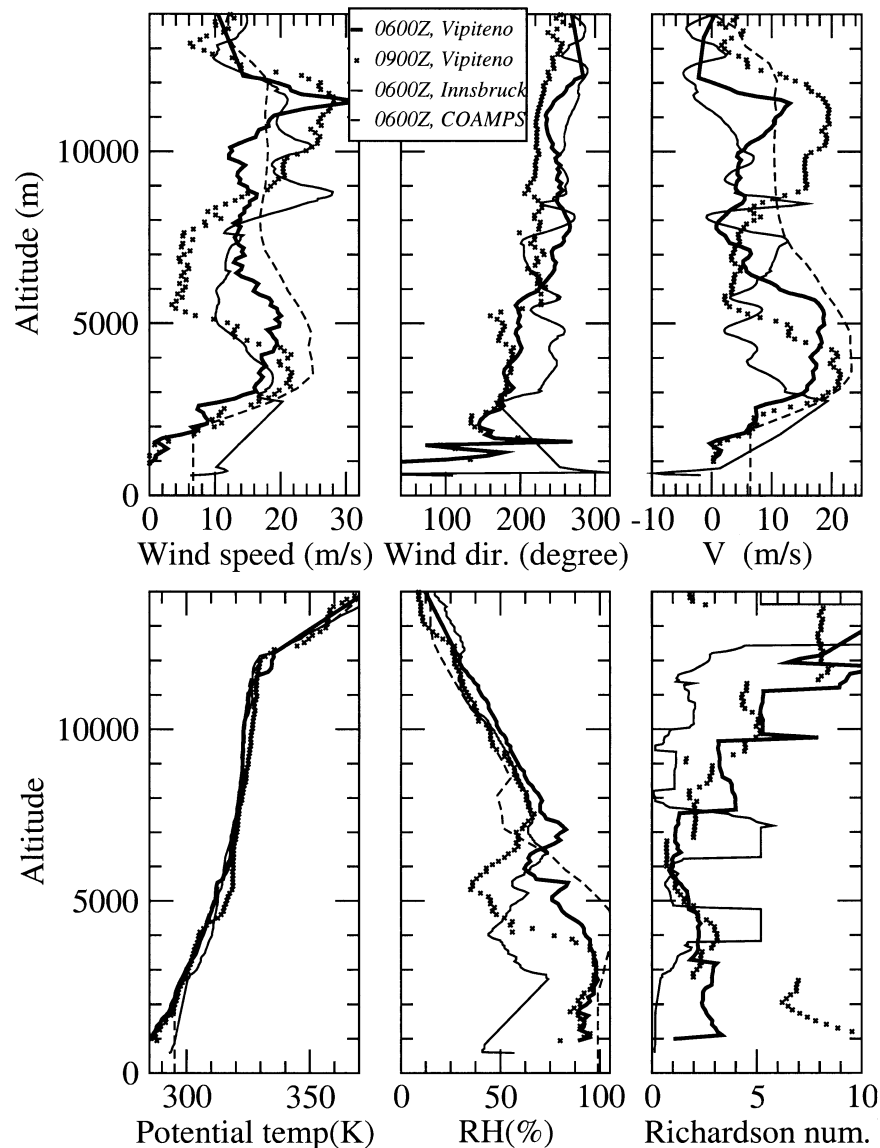 0600Z, Vipiteno
0900Z, Vipiteno
0600Z, Innsbruck
0600Z, COAMPS
Altitude (m)
10000
5000
0
0 10 20 30
Wind speed (m/s)
100 200 300
Wind dir. (degree)
-10 0 10 20
V (m/s)
Altitude
10000
5000
0
300 350
Potential temp(K)
0 50 100
RH(%)
0 5 10
Richardson num.